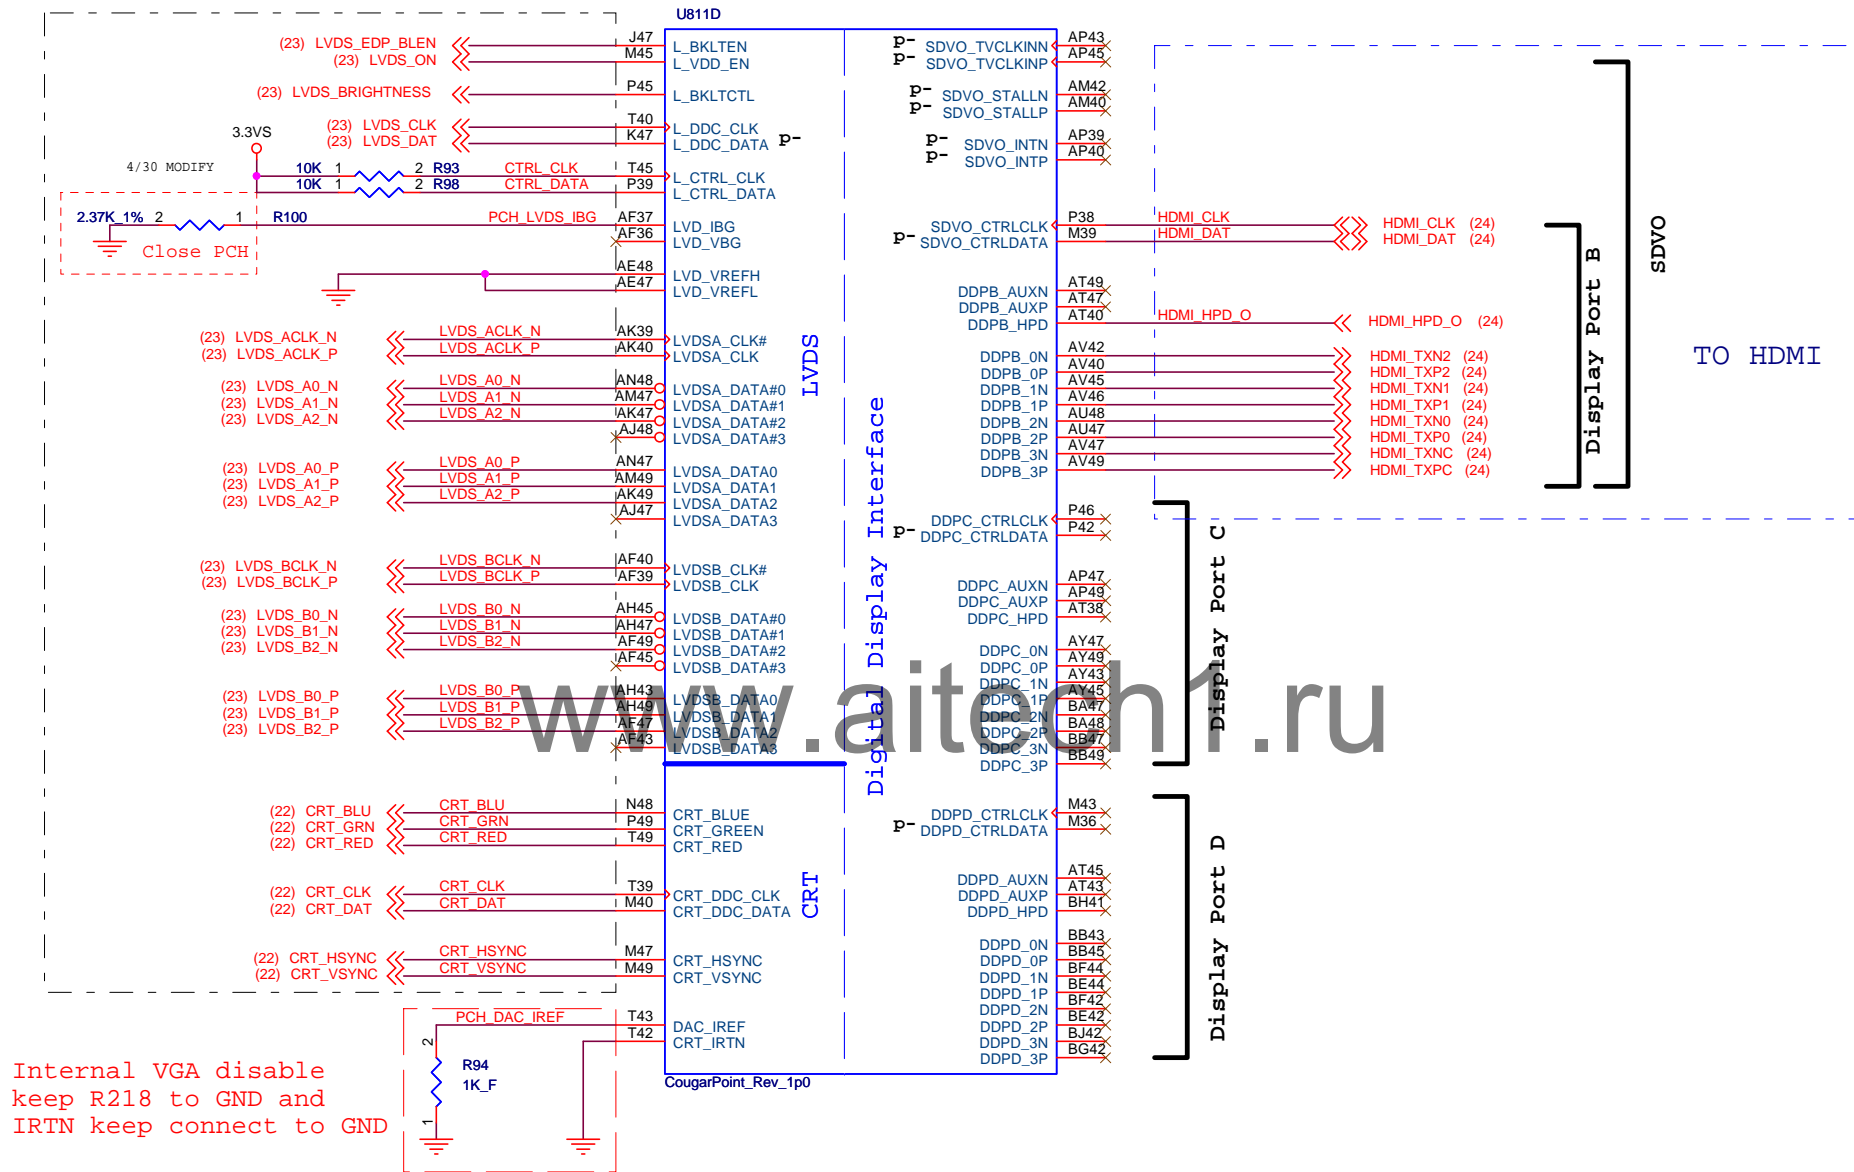 U811D
(23) LVDS_EDP_BLEN J47 L_BKLTEN
(23) LVDS_ON M45 L_VDD_EN
(23) LVDS_BRIGHTNESS P45 L_BKLTCTL
(23) LVDS_CLK T40 L_DDC_CLK
(23) LVDS_DAT K47 L_DDC_DATA p-
3.3VS
4/30 MODIFY
10K 1 2 R93 CTRL_CLK T45 L_CTRL_CLK
10K 1 2 R98 CTRL_DATA P39 L_CTRL_DATA
2.37K_1% 2 1 R100 PCH_LVDS_IBG AF37 LVD_IBG
AF36 LVD_VBG
Close PCH
AE48 LVD_VREFH
AE47 LVD_VREFL
(23) LVDS_ACLK_N LVDS_ACLK_N AK39 LVDSA_CLK#
(23) LVDS_ACLK_P LVDS_ACLK_P AK40 LVDSA_CLK
(23) LVDS_A0_N LVDS_A0_N AN48 LVDSA_DATA#0
(23) LVDS_A1_N LVDS_A1_N AM47 LVDSA_DATA#1
(23) LVDS_A2_N LVDS_A2_N AK47 LVDSA_DATA#2
AJ48 LVDSA_DATA#3
(23) LVDS_A0_P LVDS_A0_P AN47 LVDSA_DATA0
(23) LVDS_A1_P LVDS_A1_P AM49 LVDSA_DATA1
(23) LVDS_A2_P LVDS_A2_P AK49 LVDSA_DATA2
AJ47 LVDSA_DATA3
(23) LVDS_BCLK_N LVDS_BCLK_N AF40 LVDSB_CLK#
(23) LVDS_BCLK_P LVDS_BCLK_P AF39 LVDSB_CLK
(23) LVDS_B0_N LVDS_B0_N AH45 LVDSB_DATA#0
(23) LVDS_B1_N LVDS_B1_N AH47 LVDSB_DATA#1
(23) LVDS_B2_N LVDS_B2_N AF49 LVDSB_DATA#2
AF45 LVDSB_DATA#3
(23) LVDS_B0_P LVDS_B0_P AH43 LVDSB_DATA0
(23) LVDS_B1_P LVDS_B1_P AH49 LVDSB_DATA1
(23) LVDS_B2_P LVDS_B2_P AF47 LVDSB_DATA2
AF43 LVDSB_DATA3
(22) CRT_BLU CRT_BLU N48 CRT_BLUE
(22) CRT_GRN CRT_GRN P49 CRT_GREEN
(22) CRT_RED CRT_RED T49 CRT_RED
(22) CRT_CLK CRT_CLK T39 CRT_DDC_CLK
(22) CRT_DAT CRT_DAT M40 CRT_DDC_DATA
(22) CRT_HSYNC CRT_HSYNC M47 CRT_HSYNC
(22) CRT_VSYNC CRT_VSYNC M49 CRT_VSYNC
PCH_DAC_IREF T43 DAC_IREF
T42 CRT_IRTN
2 R94
1K_F
1
Internal VGA disable
keep R218 to GND and
IRTN keep connect to GND
CougarPoint_Rev_1p0
LVDS
CRT
Digital Display Interface
p- SDVO_TVCLKINN AP43
p- SDVO_TVCLKINP AP45
p- SDVO_STALLN AM42
p- SDVO_STALLP AM40
p- SDVO_INTN AP39
p- SDVO_INTP AP40
SDVO_CTRLCLK P38 HDMI_CLK HDMI_CLK (24)
p- SDVO_CTRLDATA M39 HDMI_DAT HDMI_DAT (24)
DDPB_AUXN AT49
DDPB_AUXP AT47
DDPB_HPD AT40 HDMI_HPD_O HDMI_HPD_O (24)
DDPB_0N AV42 HDMI_TXN2 (24)
DDPB_0P AV40 HDMI_TXP2 (24)
DDPB_1N AV45 HDMI_TXN1 (24)
DDPB_1P AV46 HDMI_TXP1 (24)
DDPB_2N AU48 HDMI_TXN0 (24)
DDPB_2P AU47 HDMI_TXP0 (24)
DDPB_3N AV47 HDMI_TXNC (24)
DDPB_3P AV49 HDMI_TXPC (24)
Display Port B
SDVO
TO HDMI
DDPC_CTRLCLK P46
p- DDPC_CTRLDATA P42
DDPC_AUXN AP47
DDPC_AUXP AP49
DDPC_HPD AT38
DDPC_0N AY47
DDPC_0P AY49
DDPC_1N AY43
DDPC_1P AY45
DDPC_2N BA47
DDPC_2P BA48
DDPC_3N BB47
DDPC_3P BB49
Display Port C
DDPD_CTRLCLK M43
p- DDPD_CTRLDATA M36
DDPD_AUXN AT45
DDPD_AUXP AT43
DDPD_HPD BH41
DDPD_0N BB43
DDPD_0P BB45
DDPD_1N BF44
DDPD_1P BE44
DDPD_2N BF42
DDPD_2P BE42
DDPD_3N BJ42
DDPD_3P BG42
Display Port D
www.aitech1.ru